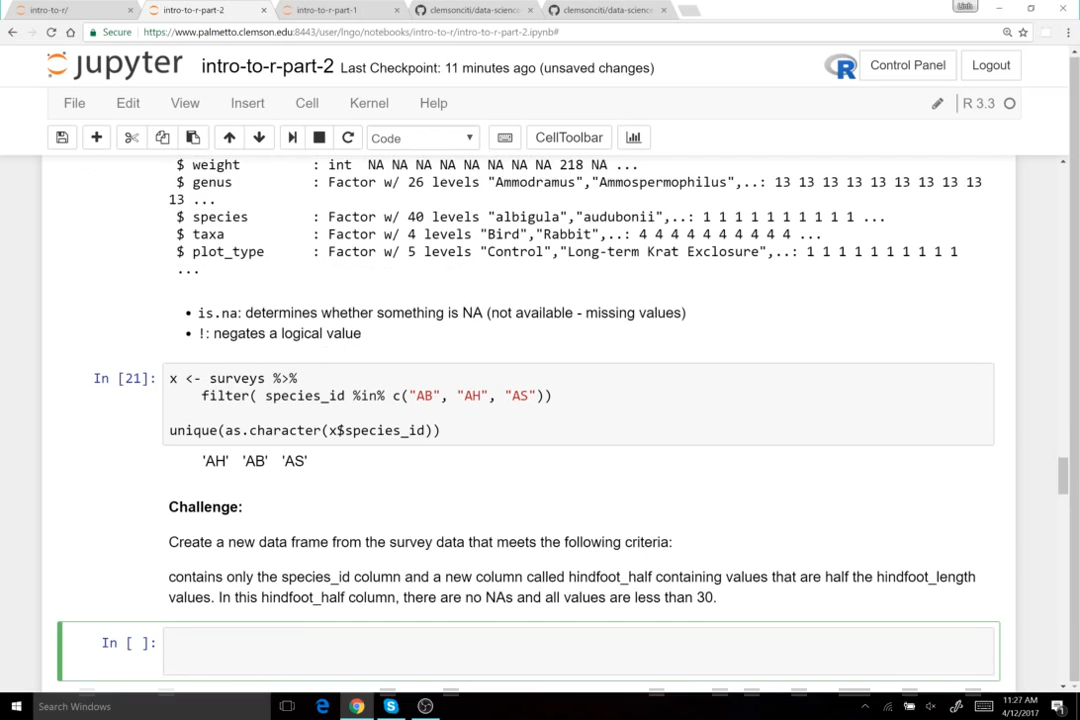 intro-to-r/ × intro-to-r-part-2 × intro-to-r-part-1 × clemsonciti/data-science × clemsonciti/data-science ×
Secure https://www.palmetto.clemson.edu:8443/user/lngo/notebooks/intro-to-r/intro-to-r-part-2.ipynb#
jupyter intro-to-r-part-2 Last Checkpoint: 11 minutes ago (unsaved changes) R Control Panel Logout
File Edit View Insert Cell Kernel Help R 3.3
Code CellToolbar
$ weight : int NA NA NA NA NA NA NA 218 NA ...
$ genus : Factor w/ 26 levels "Ammodramus","Ammospermophilus",..: 13 13 13 13 13 13 13 13 13
13 ...
$ species : Factor w/ 40 levels "albigula","audubonii",..: 1 1 1 1 1 1 1 1 1 1 ...
$ taxa : Factor w/ 4 levels "Bird","Rabbit",..: 4 4 4 4 4 4 4 4 4 4 ...
$ plot_type : Factor w/ 5 levels "Control","Long-term Krat Exclosure",..: 1 1 1 1 1 1 1 1 1 1
...
• is.na: determines whether something is NA (not available - missing values)
• !: negates a logical value
In [21]: x <- surveys %>%
filter( species_id %in% c("AB", "AH", "AS"))
unique(as.character(x$species_id))
'AH' 'AB' 'AS'
Challenge:
Create a new data frame from the survey data that meets the following criteria:
contains only the species_id column and a new column called hindfoot_half containing values that are half the hindfoot_length
values. In this hindfoot_half column, there are no NAs and all values are less than 30.
In [ ]:
Search Windows
11:27 AM
4/12/2017